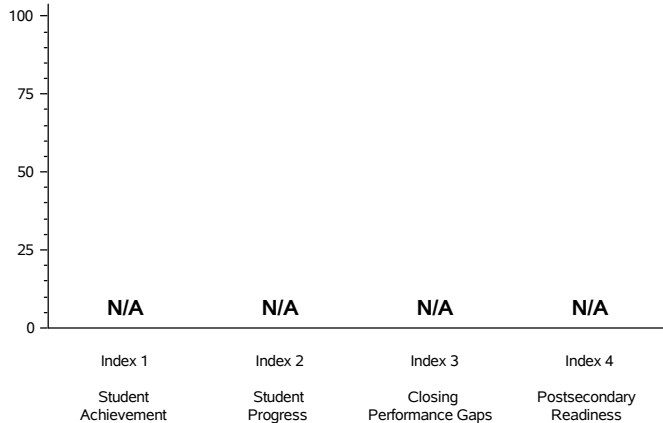 100
75
50
25
0
N/A N/A N/A N/A
Index 1 Index 2 Index 3 Index 4
Student Student Closing Postsecondary
Achievement Progress Performance Gaps Readiness